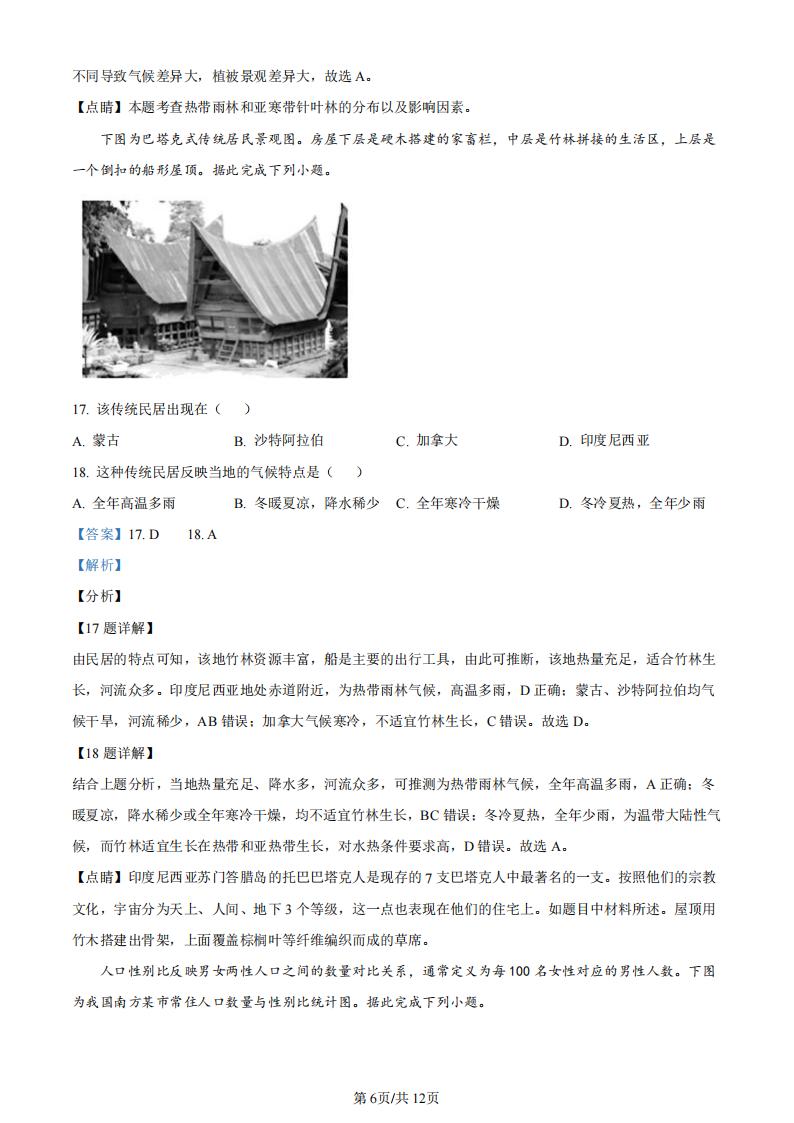 不同导致气候差异大，植被景观差异大，故选 A。
【点睛】本题考查热带雨林和亚寒带针叶林的分布以及影响因素。
下图为巴塔克式传统居民景观图。房屋下层是硬木搭建的家畜栏，中层是竹林拼接的生活区，上层是
一个倒扣的船形屋顶。据此完成下列小题。
17. 该传统民居出现在（ ）
A. 蒙古 B. 沙特阿拉伯 C. 加拿大 D. 印度尼西亚
18. 这种传统民居反映当地的气候特点是（ ）
A. 全年高温多雨 B. 冬暖夏凉，降水稀少 C. 全年寒冷干燥 D. 冬冷夏热，全年少雨
【答案】17. D 18. A
【解析】
【分析】
【17 题详解】
由民居的特点可知，该地竹林资源丰富，船是主要的出行工具，由此可推断，该地热量充足，适合竹林生
长，河流众多。印度尼西亚地处赤道附近，为热带雨林气候，高温多雨，D 正确；蒙古、沙特阿拉伯均气
候干旱，河流稀少，AB 错误；加拿大气候寒冷，不适宜竹林生长，C 错误。故选 D。
【18 题详解】
结合上题分析，当地热量充足、降水多，河流众多，可推测为热带雨林气候，全年高温多雨，A 正确；冬
暖夏凉，降水稀少或全年寒冷干燥，均不适宜竹林生长，BC 错误；冬冷夏热，全年少雨，为温带大陆性气
候，而竹林适宜生长在热带和亚热带生长，对水热条件要求高，D 错误。故选 A。
【点睛】印度尼西亚苏门答腊岛的托巴巴塔克人是现存的 7 支巴塔克人中最著名的一支。按照他们的宗教
文化，宇宙分为天上、人间、地下 3 个等级，这一点也表现在他们的住宅上。如题目中材料所述。屋顶用
竹木搭建出骨架，上面覆盖棕榈叶等纤维编织而成的草席。
人口性别比反映男女两性人口之间的数量对比关系，通常定义为每 100 名女性对应的男性人数。下图
为我国南方某市常住人口数量与性别比统计图。据此完成下列小题。
第 6页/共 12页